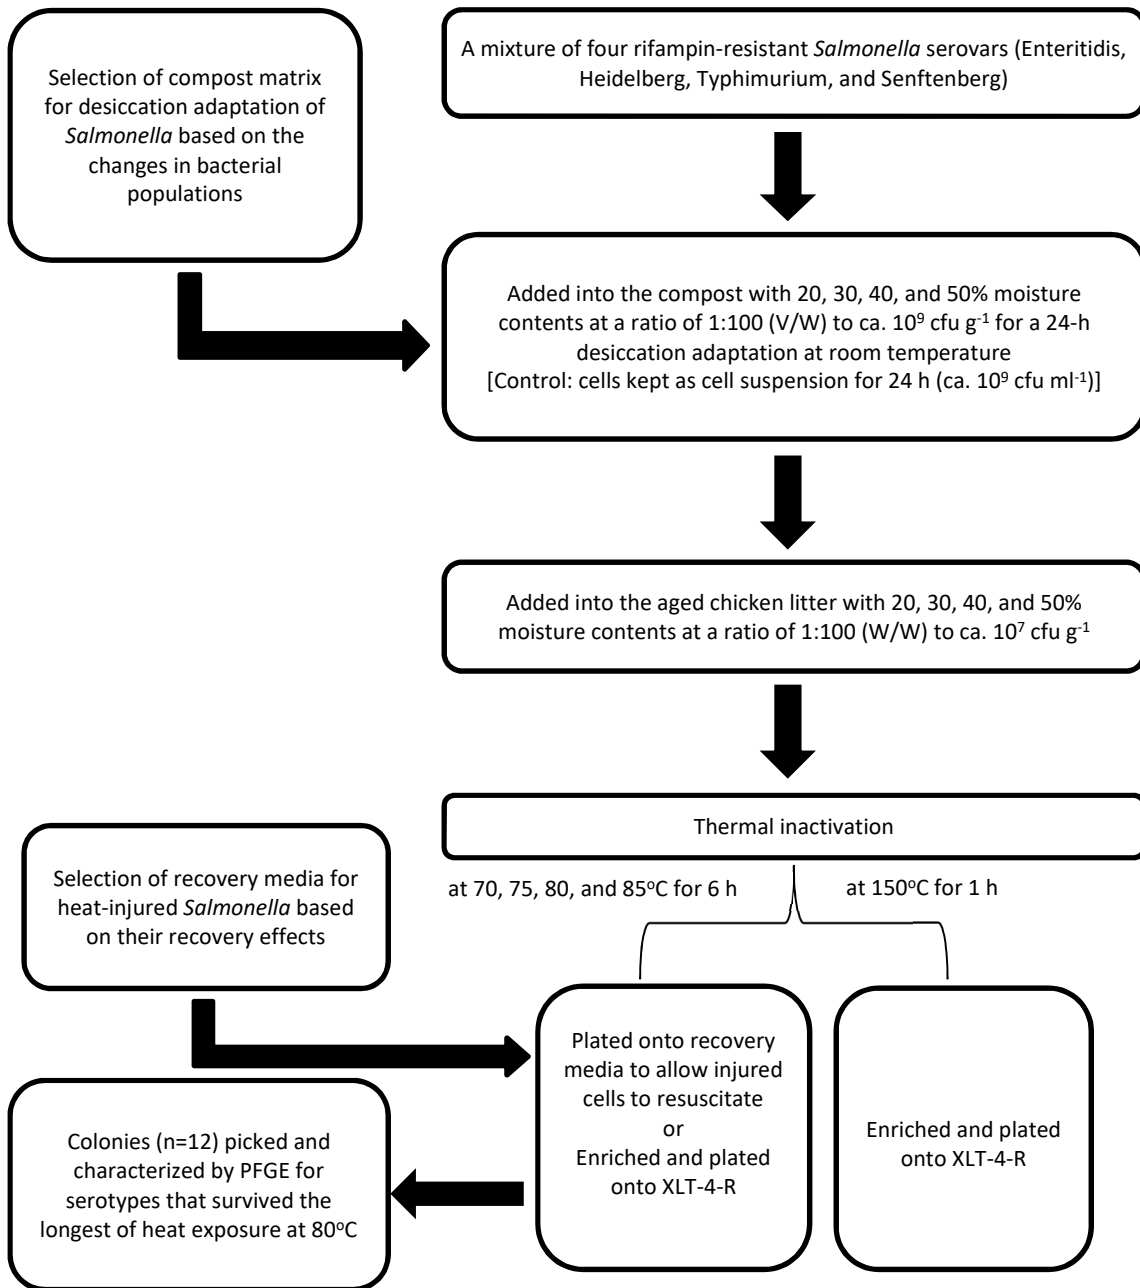 Selection of compost matrix
for desiccation adaptation of
Salmonella based on the
changes in bacterial
populations
A mixture of four rifampin-resistant Salmonella serovars (Enteritidis,
Heidelberg, Typhimurium, and Senftenberg)
Added into the compost with 20, 30, 40, and 50% moisture
contents at a ratio of 1:100 (V/W) to ca. 10⁹ cfu g⁻¹ for a 24-h
desiccation adaptation at room temperature
[Control: cells kept as cell suspension for 24 h (ca. 10⁹ cfu ml⁻¹)]
Added into the aged chicken litter with 20, 30, 40, and 50%
moisture contents at a ratio of 1:100 (W/W) to ca. 10⁷ cfu g⁻¹
Thermal inactivation
at 70, 75, 80, and 85ºC for 6 h
at 150ºC for 1 h
Selection of recovery media for
heat-injured Salmonella based
on their recovery effects
Plated onto recovery
media to allow injured
cells to resuscitate
or
Enriched and plated
onto XLT-4-R
Enriched and plated
onto XLT-4-R
Colonies (n=12) picked and
characterized by PFGE for
serotypes that survived the
longest of heat exposure at 80ºC